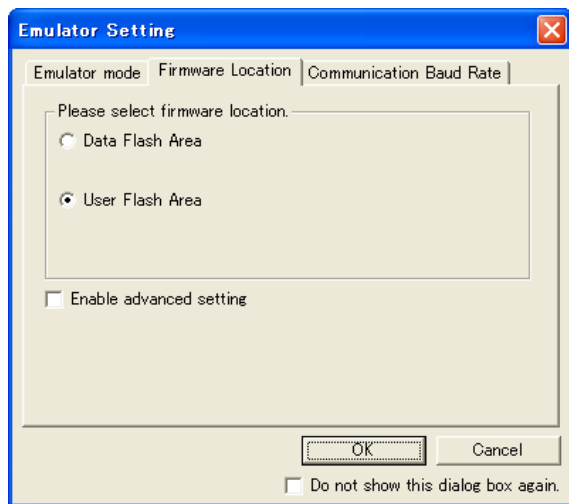 Emulator Setting
Emulator mode
Firmware Location
Communication Baud Rate
Please select firmware location.
Data Flash Area
User Flash Area
Enable advanced setting
OK
Cancel
Do not show this dialog box again.